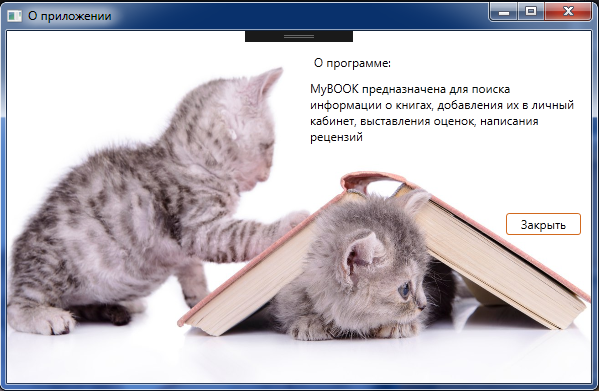 О приложении
О программе:
MyBOOK предназначена для поиска
информации о книгах, добавления их в личный
кабинет, выставления оценок, написания
рецензий
Закрыть